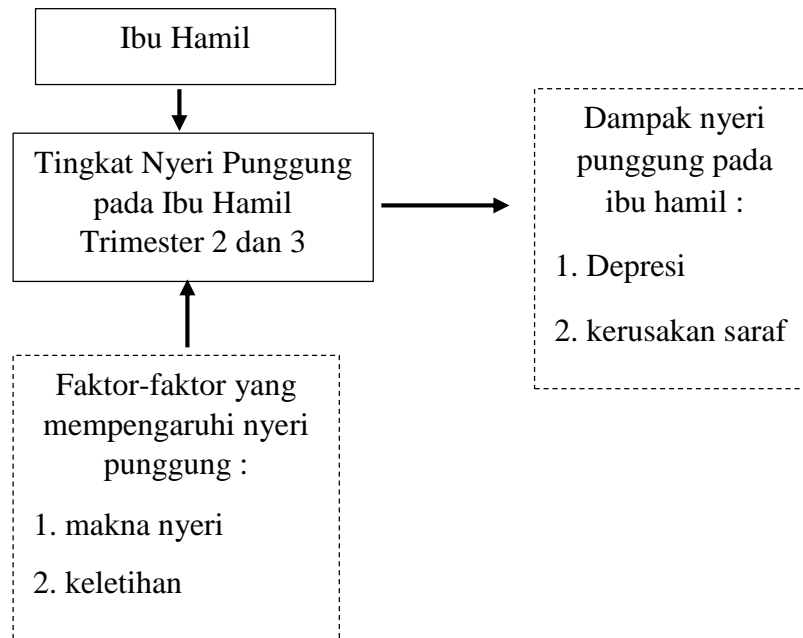 Ibu Hamil
Tingkat Nyeri Punggung
pada Ibu Hamil
Trimester 2 dan 3
Dampak nyeri
punggung pada
ibu hamil :
1. Depresi
2. kerusakan saraf
Faktor-faktor yang
mempengaruhi nyeri
punggung :
1. makna nyeri
2. keletihan